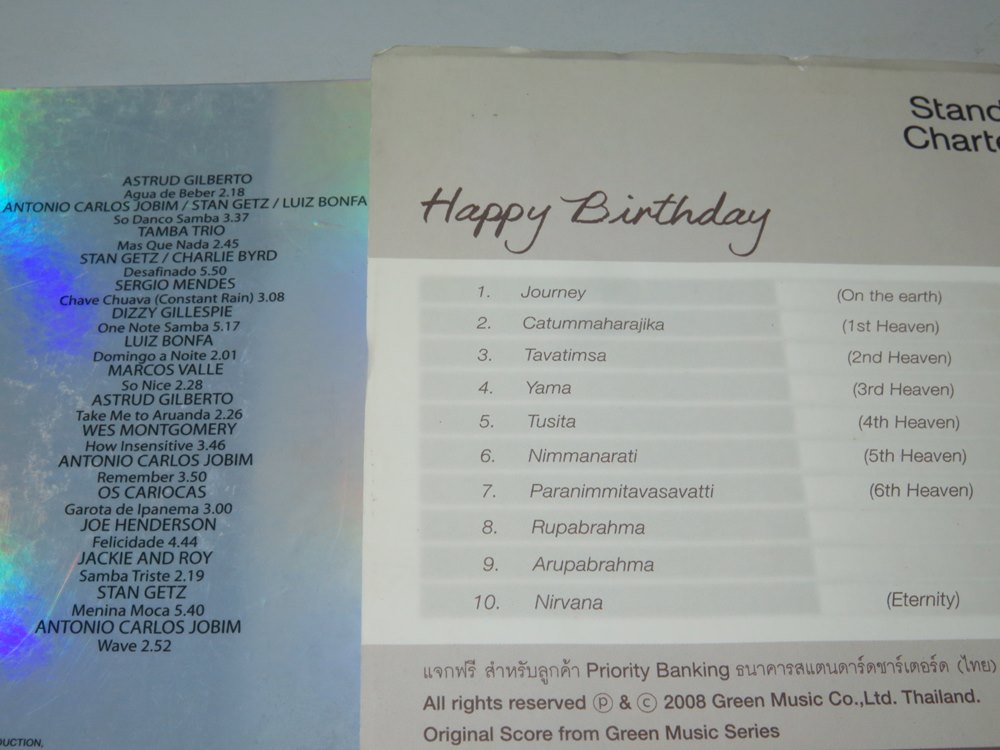 ASTRUD GILBERTO
Agua de Beber 2.18
ANTONIO CARLOS JOBIM / STAN GETZ / LUIZ BONFA
So Danco Samba 3.37
TAMBA TRIO
Mas Que Nada 2.45
STAN GETZ / CHARLIE BYRD
Desafinado 5.50
SERGIO MENDES
Chave Chuava (Constant Rain) 3.08
DIZZY GILLESPIE
One Note Samba 5.17
LUIZ BONFA
Domingo a Noite 2.01
MARCOS VALLE
So Nice 2.28
ASTRUD GILBERTO
Take Me to Aruanda 2.26
WES MONTGOMERY
How Insensitive 3.46
ANTONIO CARLOS JOBIM
Remember 3.50
OS CARIOCAS
Garota de Ipanema 3.00
JOE HENDERSON
Felicidade 4.44
JACKIE AND ROY
Samba Triste 2.19
STAN GETZ
Menina Moca 5.40
ANTONIO CARLOS JOBIM
Wave 2.52
UCTION,
Stand
Charte
Happy Birthday
1. Journey (On the earth)
2. Catummaharajika (1st Heaven)
3. Tavatimsa (2nd Heaven)
4. Yama (3rd Heaven)
5. Tusita (4th Heaven)
6. Nimmanarati (5th Heaven)
7. Paranimmitavasavatti (6th Heaven)
8. Rupabrahma
9. Arupabrahma
10. Nirvana (Eternity)
แจกฟรี สำหรับลูกค้า Priority Banking ธนาคารสแตนดาร์ดชาร์เตอร์ด (ไทย)
All rights reserved ℗ & © 2008 Green Music Co.,Ltd. Thailand.
Original Score from Green Music Series